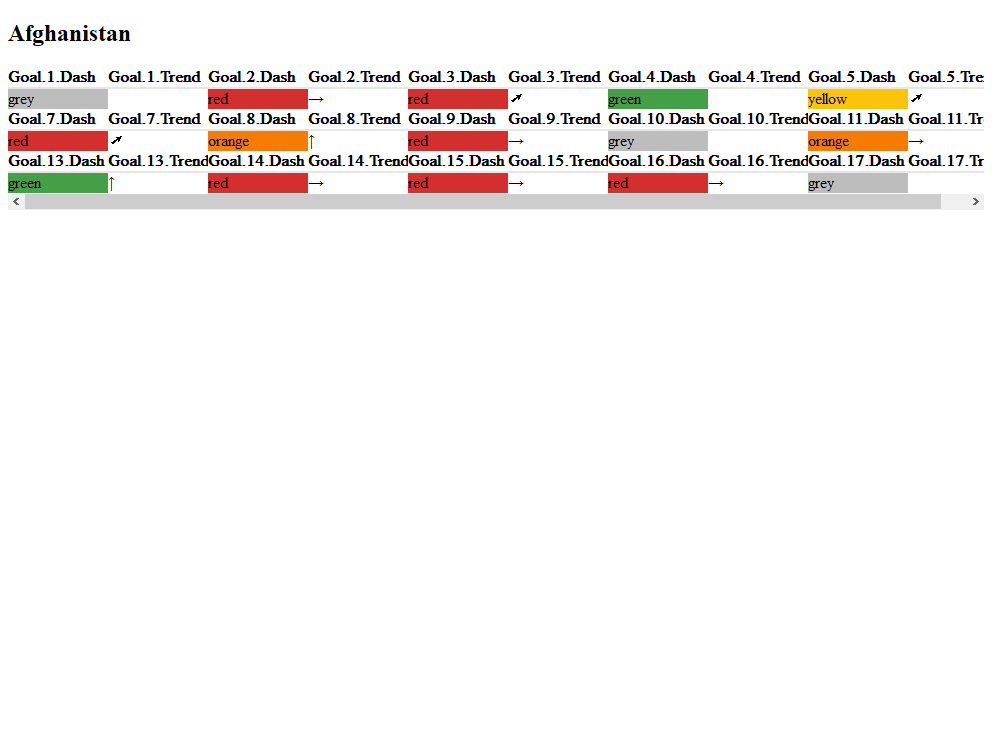 Afghanistan
Goal.1.Dash Goal.1.Trend Goal.2.Dash Goal.2.Trend Goal.3.Dash Goal.3.Trend Goal.4.Dash Goal.4.Trend Goal.5.Dash Goal.5.Tre
grey red → red ↗ green yellow ↗
Goal.7.Dash Goal.7.Trend Goal.8.Dash Goal.8.Trend Goal.9.Dash Goal.9.Trend Goal.10.Dash Goal.10.Trend Goal.11.Dash Goal.11.Tr
red ↗ orange ↑ red → grey orange →
Goal.13.Dash Goal.13.Trend Goal.14.Dash Goal.14.Trend Goal.15.Dash Goal.15.Trend Goal.16.Dash Goal.16.Trend Goal.17.Dash Goal.17.Tr
green ↑ red → red → red → grey